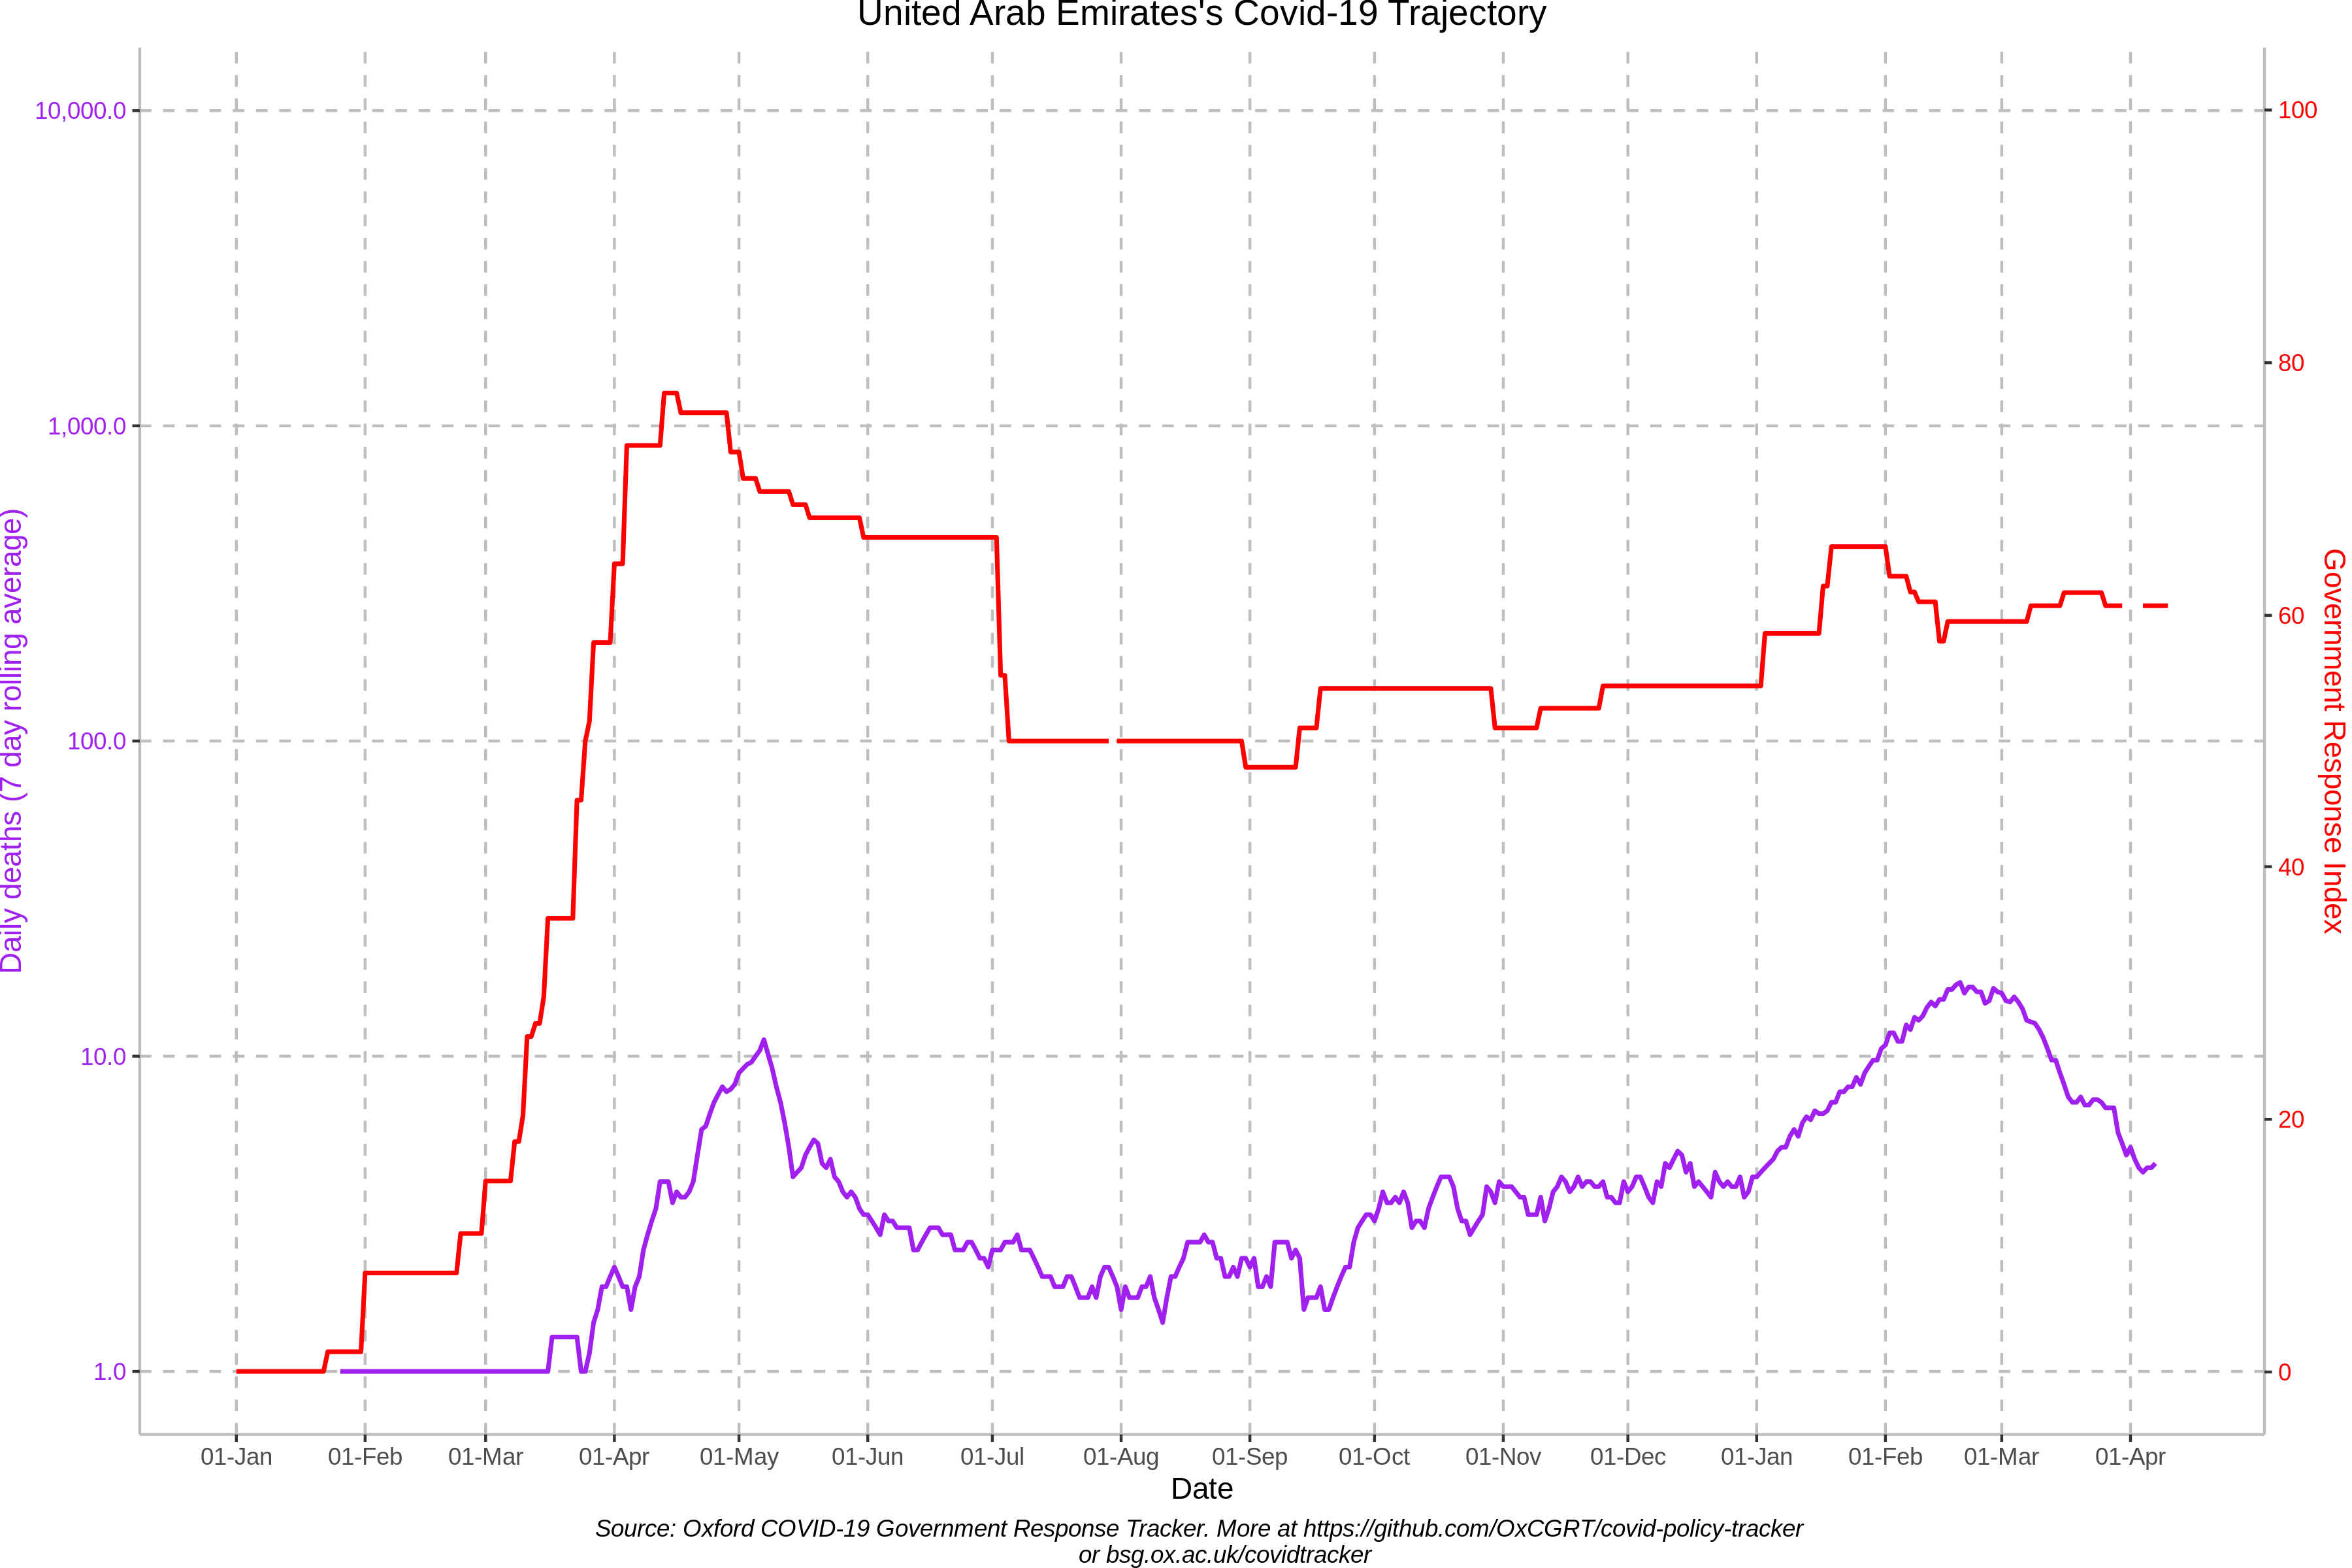 United Arab Emirates's Covid-19 Trajectory
10,000.0
1,000.0
100.0
10.0
1.0
Daily deaths (7 day rolling average)
100
80
60
40
20
0
Government Response Index
01-Jan 01-Feb 01-Mar 01-Apr 01-May 01-Jun 01-Jul 01-Aug 01-Sep 01-Oct 01-Nov 01-Dec 01-Jan 01-Feb 01-Mar 01-Apr
Date
Source: Oxford COVID-19 Government Response Tracker. More at https://github.com/OxCGRT/covid-policy-tracker
or bsg.ox.ac.uk/covidtracker